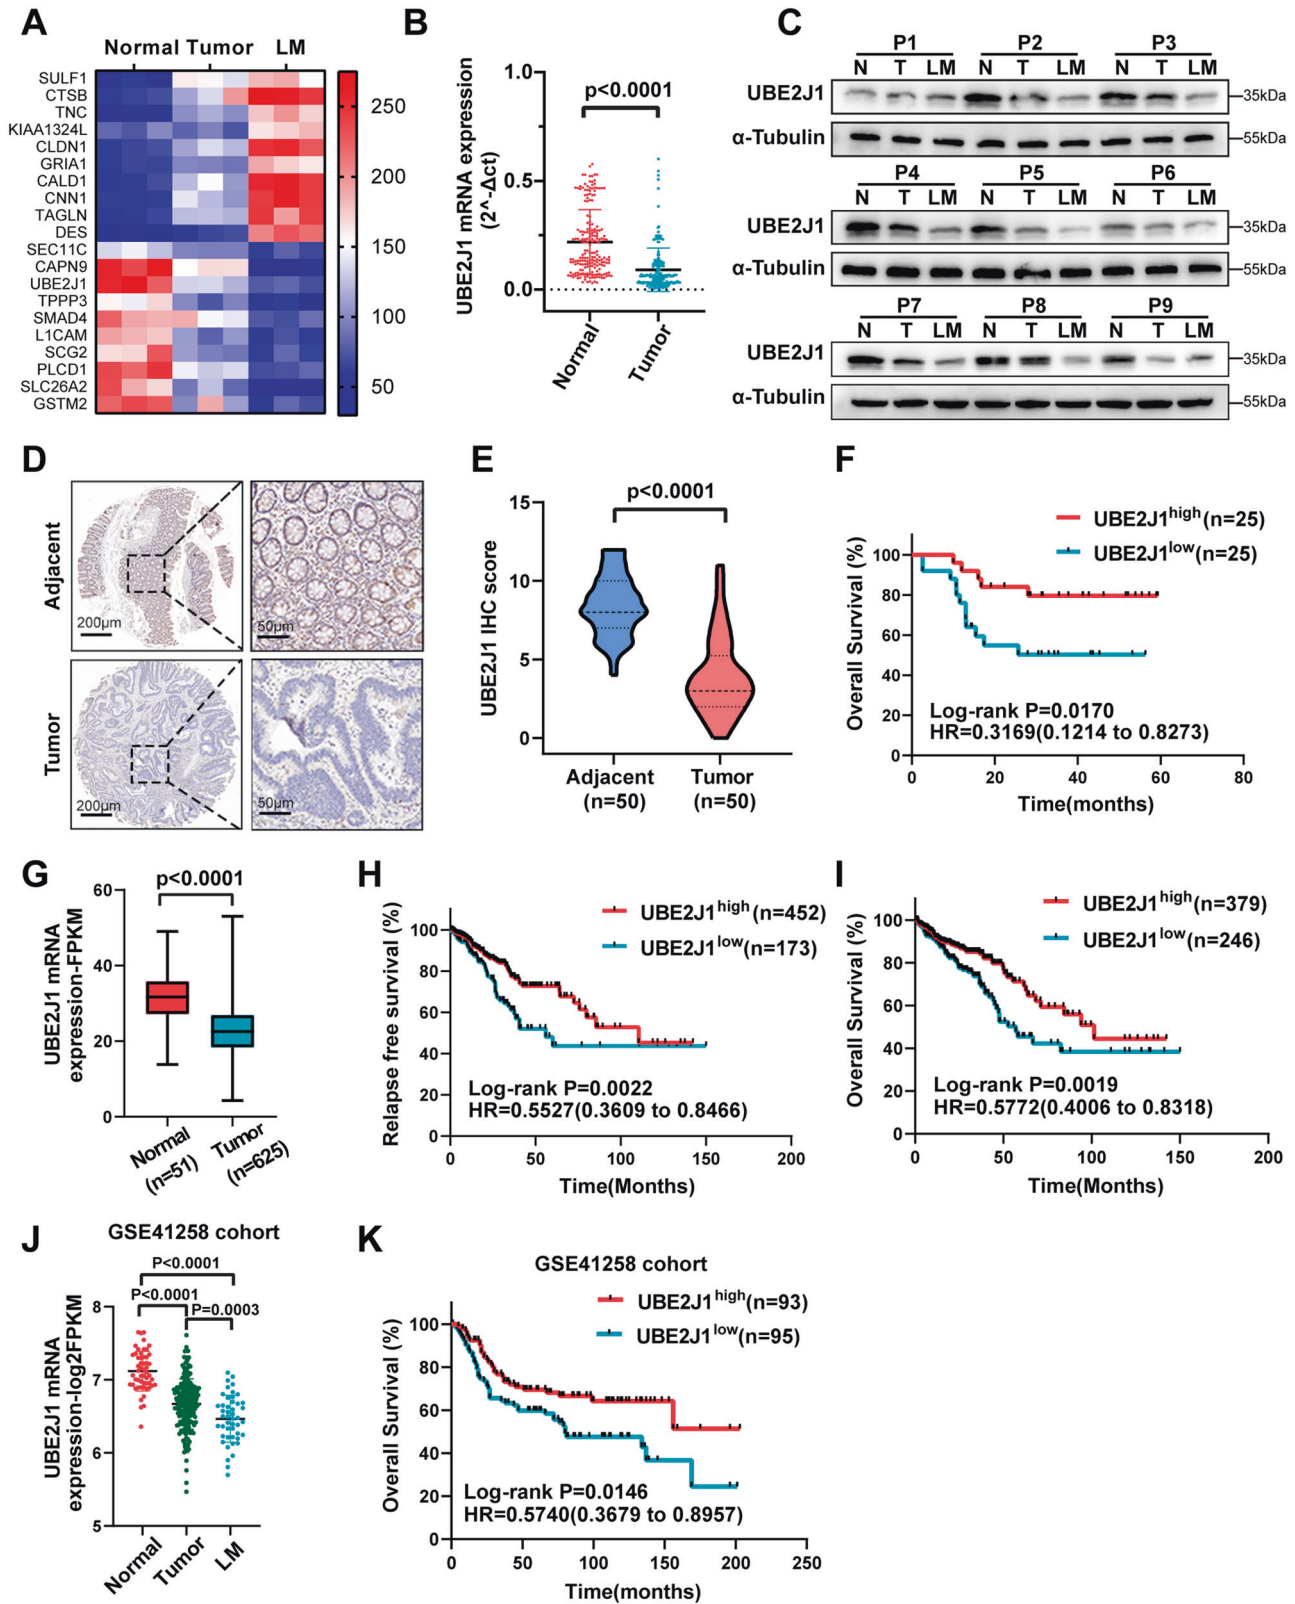 A
Normal Tumor LM
SULF1
CTSB
TNC
KIAA1324L
CLDN1
GRIA1
CALD1
CNN1
TAGLN
DES
SEC11C
CAPN9
UBE2J1
TPPP3
SMAD4
L1CAM
SCG2
PLCD1
SLC26A2
GSTM2
250
200
150
100
50
B
UBE2J1 mRNA expression
(2^-Δct)
1.0
0.5
0.0
p<0.0001
Normal
Tumor
C
P1 P2 P3
N T LM N T LM N T LM
UBE2J1 35kDa
α-Tubulin 55kDa
P4 P5 P6
N T LM N T LM N T LM
UBE2J1 35kDa
α-Tubulin 55kDa
P7 P8 P9
N T LM N T LM N T LM
UBE2J1 35kDa
α-Tubulin 55kDa
D
Adjacent
200μm
50μm
Tumor
200μm
50μm
E
UBE2J1 IHC score
15
10
5
0
p<0.0001
Adjacent
(n=50)
Tumor
(n=50)
F
UBE2J1high(n=25)
UBE2J1low(n=25)
Overall Survival (%)
100
80
60
40
20
0
Log-rank P=0.0170
HR=0.3169(0.1214 to 0.8273)
0 20 40 60 80
Time(months)
G
UBE2J1 mRNA
expression-FPKM
60
40
20
0
p<0.0001
Normal
(n=51)
Tumor
(n=625)
H
UBE2J1high(n=452)
UBE2J1low(n=173)
Relapse free survival (%)
100
80
60
40
20
0
Log-rank P=0.0022
HR=0.5527(0.3609 to 0.8466)
0 50 100 150 200
Time(Months)
I
UBE2J1high(n=379)
UBE2J1low(n=246)
Overall Survival (%)
100
80
60
40
20
0
Log-rank P=0.0019
HR=0.5772(0.4006 to 0.8318)
0 50 100 150 200
Time(Months)
J
GSE41258 cohort
UBE2J1 mRNA
expression-log2FPKM
P<0.0001
P<0.0001
P=0.0003
8
7
6
5
Normal
Tumor
LM
K
GSE41258 cohort
UBE2J1high(n=93)
UBE2J1low(n=95)
Overall Survival (%)
100
80
60
40
20
0
Log-rank P=0.0146
HR=0.5740(0.3679 to 0.8957)
0 50 100 150 200 250
Time(months)